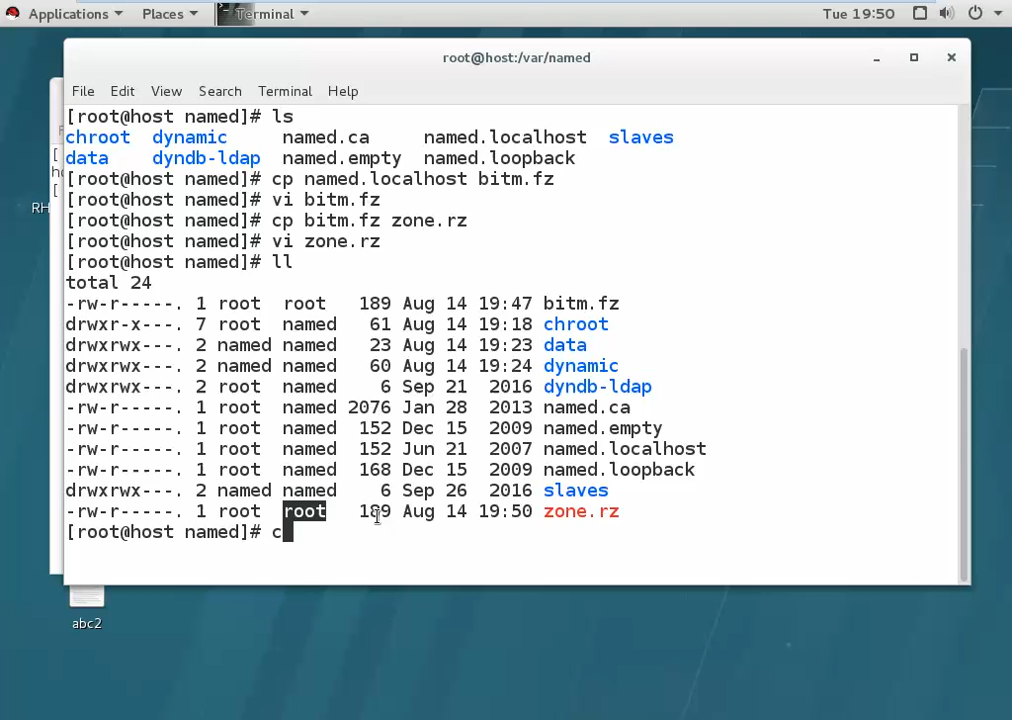 Applications Places Terminal Tue 19:50
root@host:/var/named
File Edit View Search Terminal Help
[root@host named]# ls
chroot dynamic named.ca named.localhost slaves
data dyndb-ldap named.empty named.loopback
[root@host named]# cp named.localhost bitm.fz
[root@host named]# vi bitm.fz
[root@host named]# cp bitm.fz zone.rz
[root@host named]# vi zone.rz
[root@host named]# ll
total 24
-rw-r-----. 1 root root 189 Aug 14 19:47 bitm.fz
drwxr-x---. 7 root named 61 Aug 14 19:18 chroot
drwxrwx---. 2 named named 23 Aug 14 19:23 data
drwxrwx---. 2 named named 60 Aug 14 19:24 dynamic
drwxrwx---. 2 root named 6 Sep 21 2016 dyndb-ldap
-rw-r-----. 1 root named 2076 Jan 28 2013 named.ca
-rw-r-----. 1 root named 152 Dec 15 2009 named.empty
-rw-r-----. 1 root named 152 Jun 21 2007 named.localhost
-rw-r-----. 1 root named 168 Dec 15 2009 named.loopback
drwxrwx---. 2 named named 6 Sep 26 2016 slaves
-rw-r-----. 1 root root 189 Aug 14 19:50 zone.rz
[root@host named]# c
RH
abc2